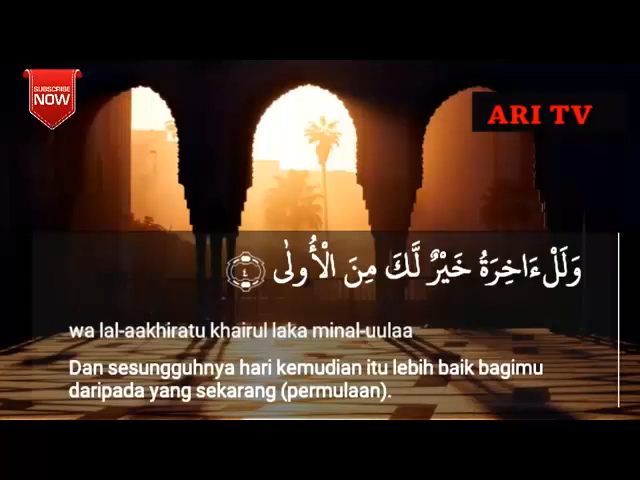 SUBSCRIBE
NOW
ARI TV
وَلَلْءَاخِرَةُ خَيْرٌ لَّكَ مِنَ الْأُولٰى ٤
wa lal-aakhiratu khairul laka minal-uulaa
Dan sesungguhnya hari kemudian itu lebih baik bagimu
daripada yang sekarang (permulaan).